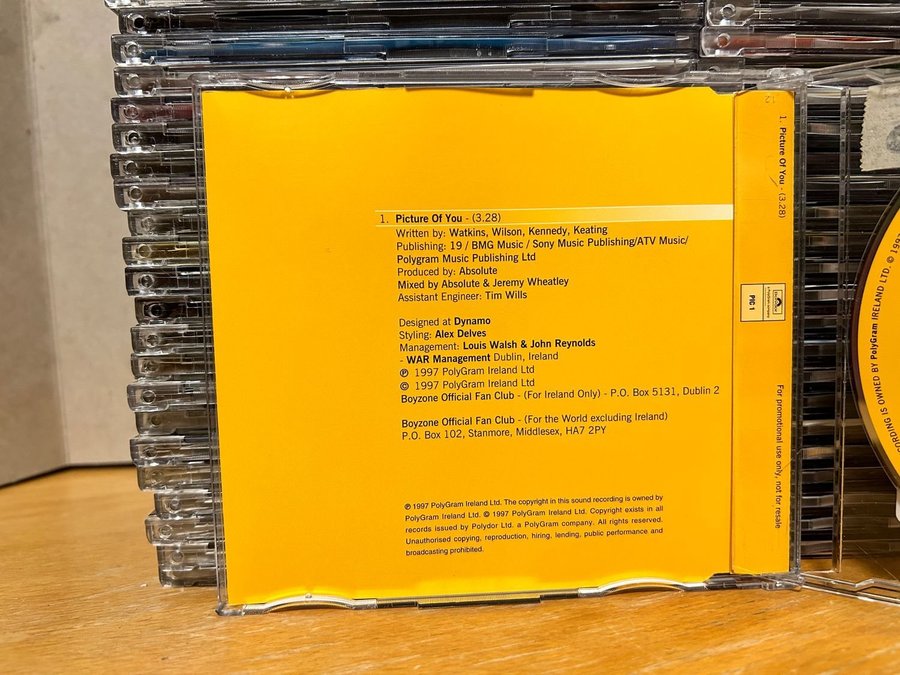 1. Picture Of You - (3.28)
Written by: Watkins, Wilson, Kennedy, Keating
Publishing: 19 / BMG Music / Sony Music Publishing/ATV Music/
Polygram Music Publishing Ltd
Produced by: Absolute
Mixed by Absolute & Jeremy Wheatley
Assistant Engineer: Tim Wills
Designed at Dynamo
Styling: Alex Delves
Management: Louis Walsh & John Reynolds
- WAR Management Dublin, Ireland
℗ 1997 PolyGram Ireland Ltd
© 1997 PolyGram Ireland Ltd
Boyzone Official Fan Club - (For Ireland Only) - P.O. Box 5131, Dublin 2
Boyzone Official Fan Club - (For the World excluding Ireland)
P.O. Box 102, Stanmore, Middlesex, HA7 2PY
℗ 1997 PolyGram Ireland Ltd. The copyright in this sound recording is owned by
PolyGram Ireland Ltd. © 1997 PolyGram Ireland Ltd. Copyright exists in all
records issued by Polydor Ltd. a PolyGram company. All rights reserved.
Unauthorised copying, reproduction, hiring, lending, public performance and
broadcasting prohibited.
1. Picture Of You - (3.28)
PIC 1
For promotional use only, not for resale
CORDING IS OWNED BY PolyGram IRELAND LTD. © 199